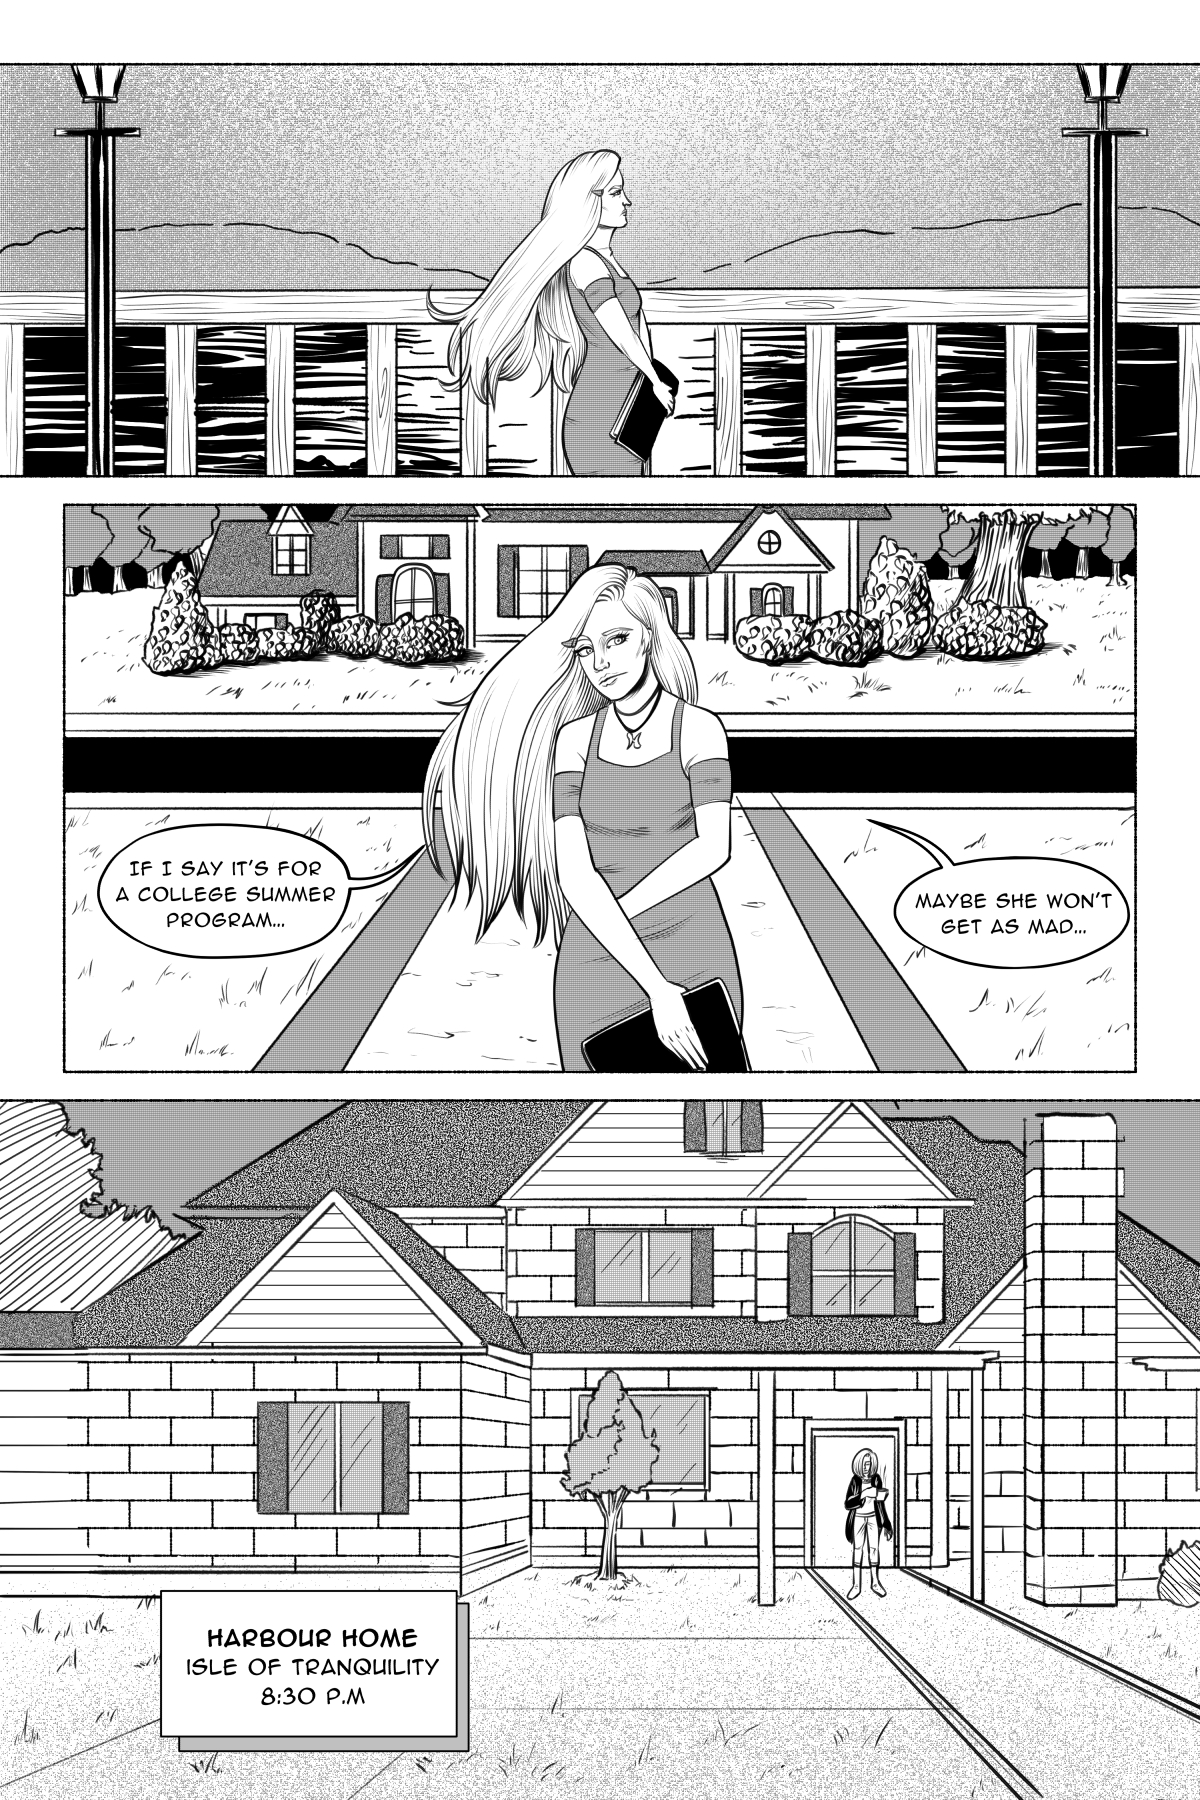 IF I SAY IT'S FOR
A COLLEGE SUMMER
PROGRAM...
MAYBE SHE WON'T
GET AS MAD...
HARBOUR HOME
ISLE OF TRANQUILITY
8:30 P.M